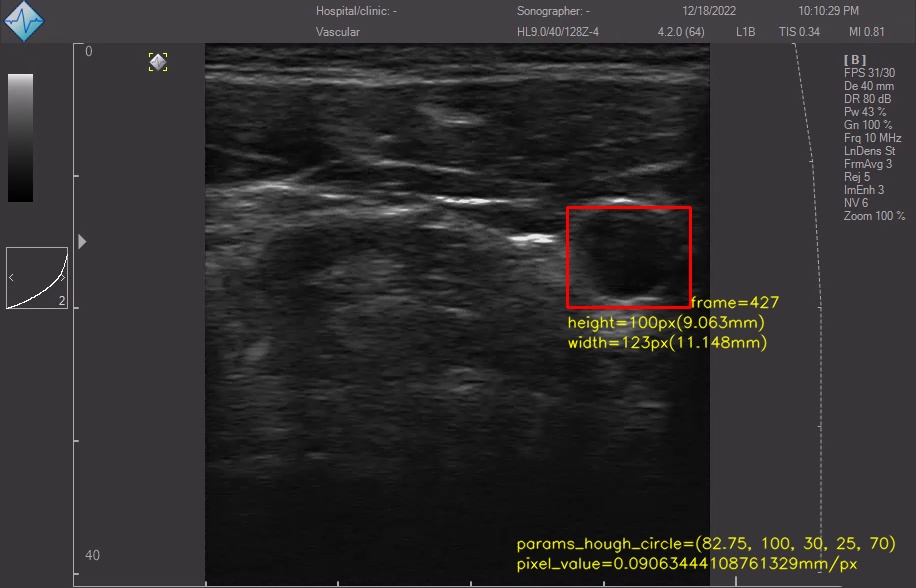 Hospital/clinic: - Sonographer: - 12/18/2022 10:10:29 PM
Vascular HL9.0/40/128Z-4 4.2.0 (64) L1B TIS 0.34 MI 0.81
0
[ B ]
FPS 31/30
De 40 mm
DR 80 dB
Pw 43 %
Gn 100 %
Frq 10 MHz
LnDens St
FrmAvg 3
Rej 5
ImEnh 3
NV 6
Zoom 100 %
2
frame=427
height=100px(9.063mm)
width=123px(11.148mm)
40
params_hough_circle=(82.75, 100, 30, 25, 70)
pixel_value=0.09063444108761329mm/px